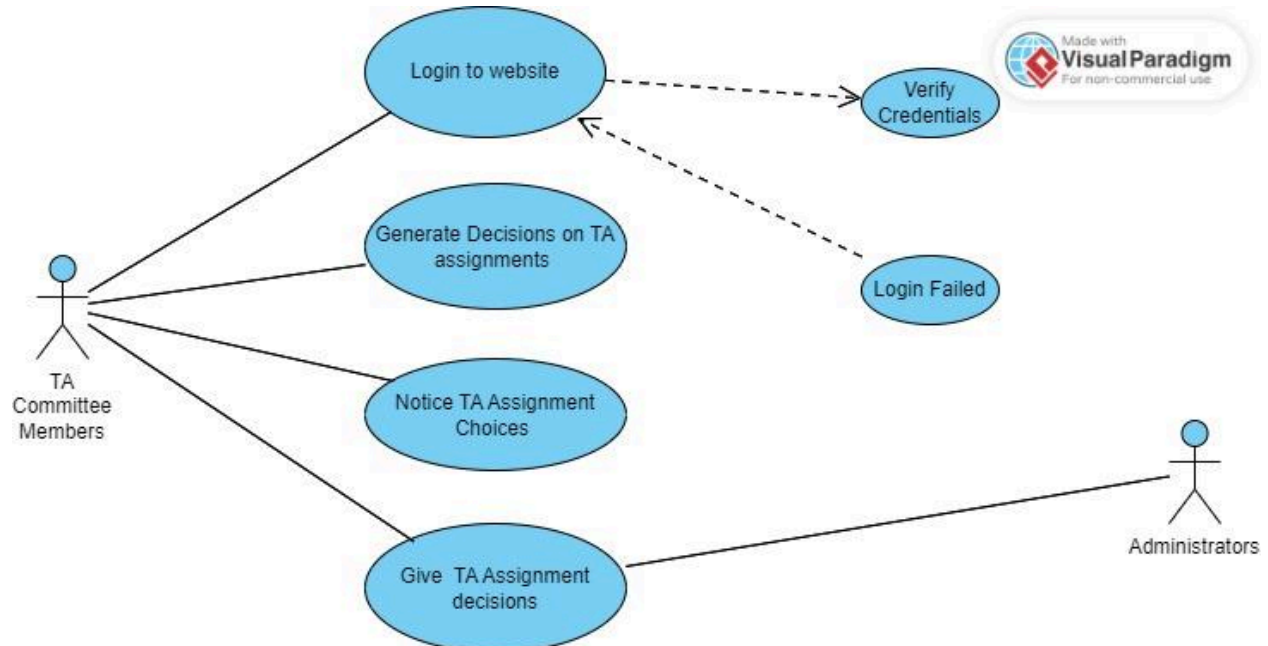 Login to website
Made with
Visual Paradigm
For non-commercial use
Verify
Credentials
Generate Decisions on TA
assignments
Login Failed
TA
Committee
Members
Notice TA Assignment
Choices
Administrators
Give TA Assignment
decisions